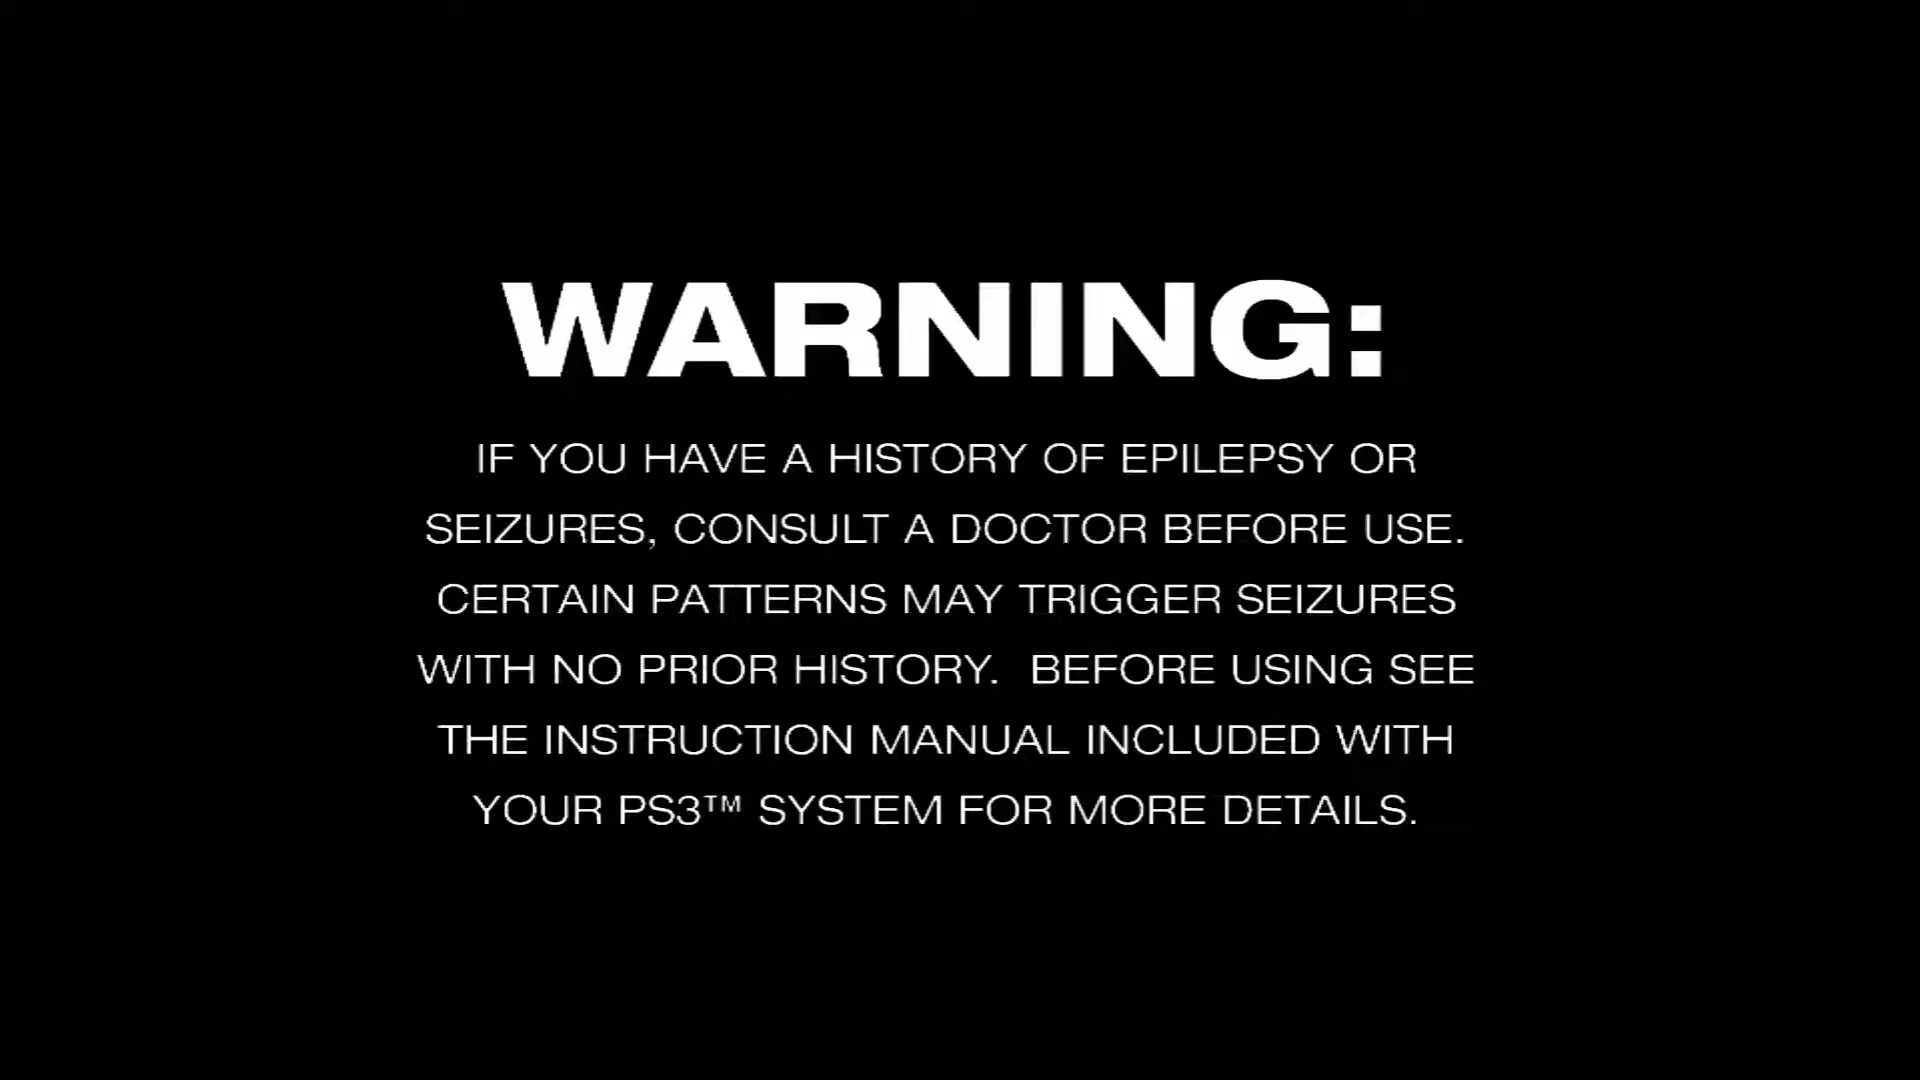 WARNING:
IF YOU HAVE A HISTORY OF EPILEPSY OR
SEIZURES, CONSULT A DOCTOR BEFORE USE.
CERTAIN PATTERNS MAY TRIGGER SEIZURES
WITH NO PRIOR HISTORY.  BEFORE USING SEE
THE INSTRUCTION MANUAL INCLUDED WITH
YOUR PS3™ SYSTEM FOR MORE DETAILS.